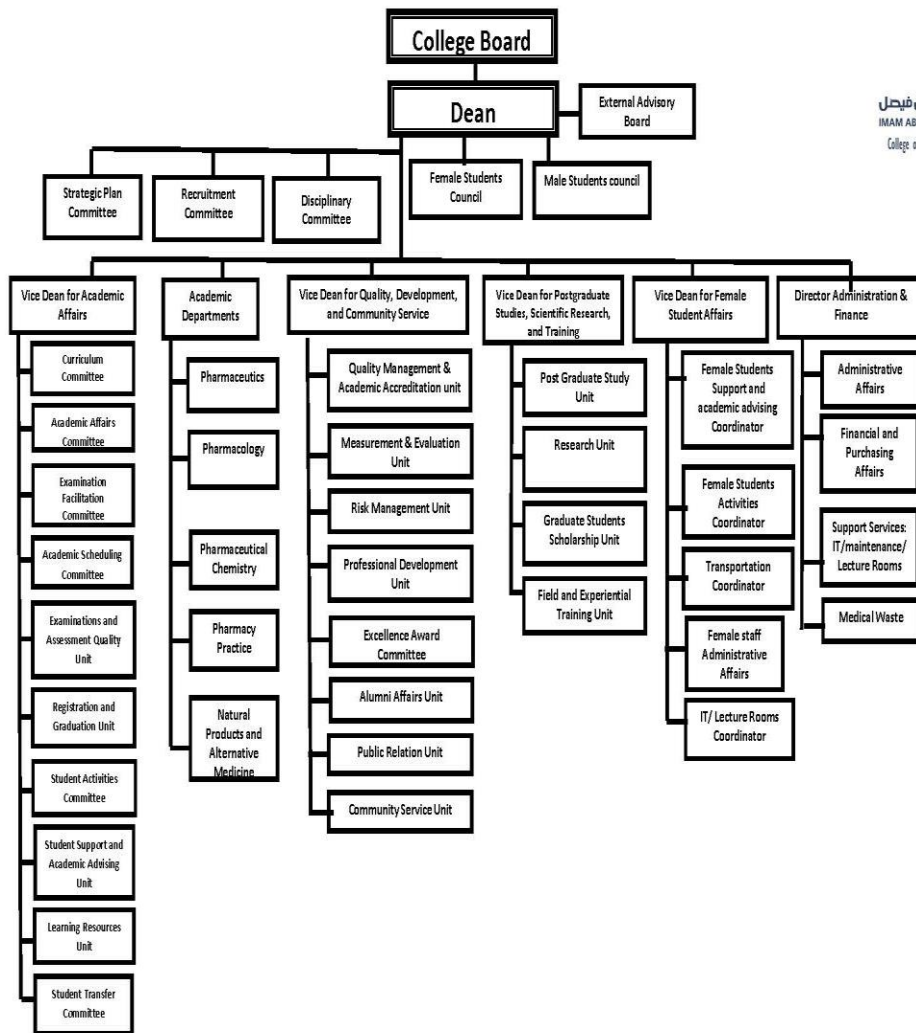 College Board
Dean
External Advisory
Board
فيصل
IMAM AB
College o
Strategic Plan
Committee
Recruitment
Committee
Disciplinary
Committee
Female Students
Council
Male Students council
Vice Dean for Academic
Affairs
Academic
Departments
Vice Dean for Quality, Development,
and Community Service
Vice Dean for Postgraduate
Studies, Scientific Research,
and Training
Vice Dean for Female
Student Affairs
Director Administration &
Finance
Curriculum
Committee
Academic Affairs
Committee
Examination
Facilitation
Committee
Academic Scheduling
Committee
Examinations and
Assessment Quality
Unit
Registration and
Graduation Unit
Student Activities
Committee
Student Support and
Academic Advising
Unit
Learning Resources
Unit
Student Transfer
Committee
Pharmaceutics
Pharmacology
Pharmaceutical
Chemistry
Pharmacy
Practice
Natural
Products and
Alternative
Medicine
Quality Management &
Academic Accreditation unit
Measurement & Evaluation
Unit
Risk Management Unit
Professional Development
Unit
Excellence Award
Committee
Alumni Affairs Unit
Public Relation Unit
Community Service Unit
Post Graduate Study
Unit
Research Unit
Graduate Students
Scholarship Unit
Field and Experiential
Training Unit
Female Students
Support and
academic advising
Coordinator
Female Students
Activities
Coordinator
Transportation
Coordinator
Female staff
Administrative
Affairs
IT/ Lecture Rooms
Coordinator
Administrative
Affairs
Financial and
Purchasing
Affairs
Support Services:
IT/maintenance/
Lecture Rooms
Medical Waste